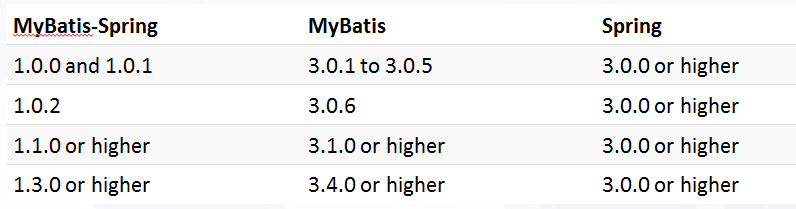 MyBatis-Spring MyBatis Spring
1.0.0 and 1.0.1 3.0.1 to 3.0.5 3.0.0 or higher
1.0.2 3.0.6 3.0.0 or higher
1.1.0 or higher 3.1.0 or higher 3.0.0 or higher
1.3.0 or higher 3.4.0 or higher 3.0.0 or higher